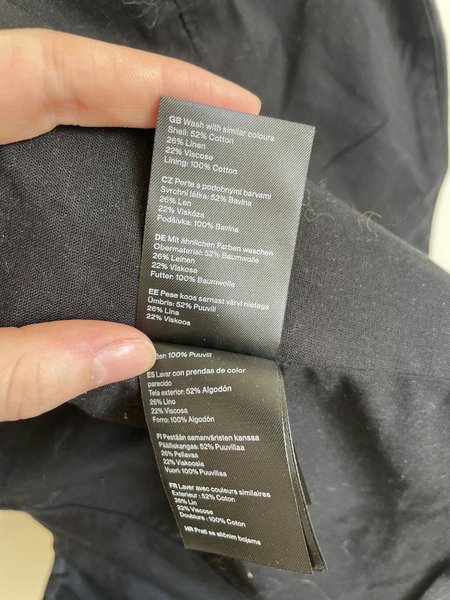 GB Wash with similar colours
Shell: 52% Cotton
26% Linen
22% Viscose
Lining: 100% Cotton
CZ Perte s podobnými barvami
Svrchní látka: 52% Bavlna
26% Len
22% Viskóza
Podšívka: 100% Bavlna
DE Mit ähnlichen Farben waschen
Obermaterial: 52% Baumwolle
26% Leinen
22% Viskose
Futter: 100% Baumwolle
EE Pese koos samast värvi riietega
Ümbris: 52% Puuvill
26% Lina
22% Viskoos
100% Puuvill
ES Lavar con prendas de color
parecido
Tela exterior: 52% Algodón
26% Lino
22% Viscosa
Forro: 100% Algodón
FI Pestään samanväristen kanssa
Päälliskangas: 52% Puuvillaa
26% Pellavaa
22% Viskoosia
Vuori: 100% Puuvillaa
FR Laver avec couleurs similaires
Exterieur : 52% Coton
26% Lin
22% Viscose
Doublure : 100% Coton
HR Prati sa sličnim bojama